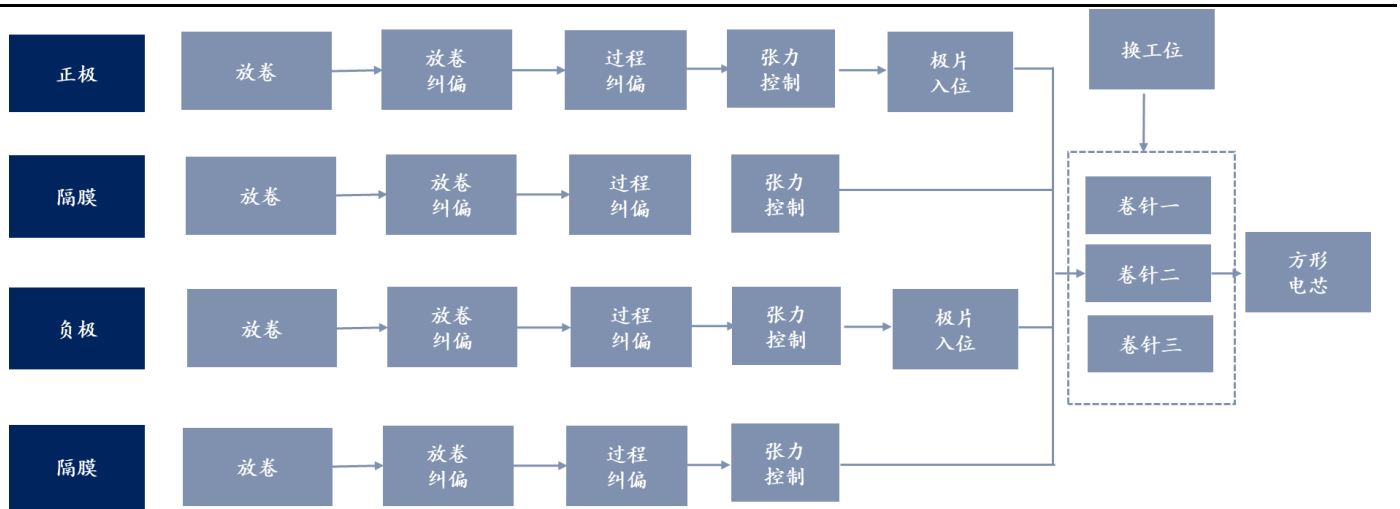 正极
放卷
放卷
纠偏
过程
纠偏
张力
控制
极片
入位
换工位
隔膜
放卷
放卷
纠偏
过程
纠偏
张力
控制
卷针一
卷针二
卷针三
方形
电芯
负极
放卷
放卷
纠偏
过程
纠偏
张力
控制
极片
入位
隔膜
放卷
放卷
纠偏
过程
纠偏
张力
控制